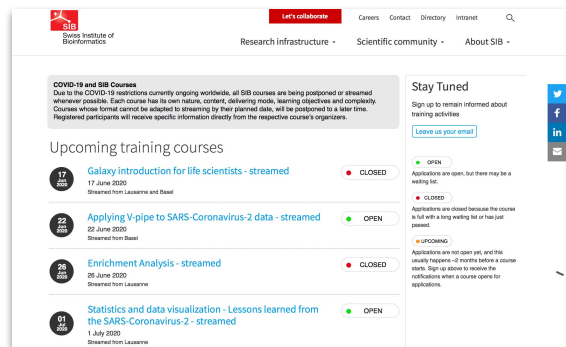 Let's collaborate
Careers
Contact
Directory
Intranet
SIB
Swiss Institute of
Bioinformatics
Research infrastructure
Scientific community
About SIB
COVID-19 and SIB Courses
Due to the COVID-19 restrictions currently ongoing worldwide, all SIB courses are being postponed or streamed
whenever possible. Each course has its own nature, content, delivering mode, learning objectives and complexity.
Courses whose format cannot be adapted to streaming by their planned date, will be postponed to a later time.
Registered participants will receive specific information directly from the respective course's organizers.
Upcoming training courses
17
Jun
2020
Galaxy introduction for life scientists - streamed
17 June 2020
Streamed from Lausanne and Basel
CLOSED
22
Jun
2020
Applying V-pipe to SARS-Coronavirus-2 data - streamed
22 June 2020
Streamed from Basel
OPEN
26
Jun
2020
Enrichment Analysis - streamed
26 June 2020
Streamed from Lausanne
CLOSED
01
Jul
2020
Statistics and data visualization - Lessons learned from
the SARS-Coronavirus-2 - streamed
1 July 2020
Streamed from Lausanne
OPEN
Stay Tuned
Sign up to remain informed about
training activities
Leave us your email
OPEN
Applications are open, but there may be a
waiting list.
CLOSED
Applications are closed because the course
is full with a long waiting list or has just
passed.
UPCOMING
Applications are not open yet, and this
usually happens ~2 months before a course
starts. Sign up above to receive the
notifications when a course opens for
applications.
f
in